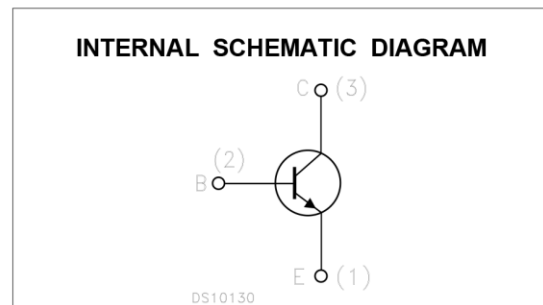 INTERNAL SCHEMATIC DIAGRAM
C (3)
(2)
B
E (1)
DS10130